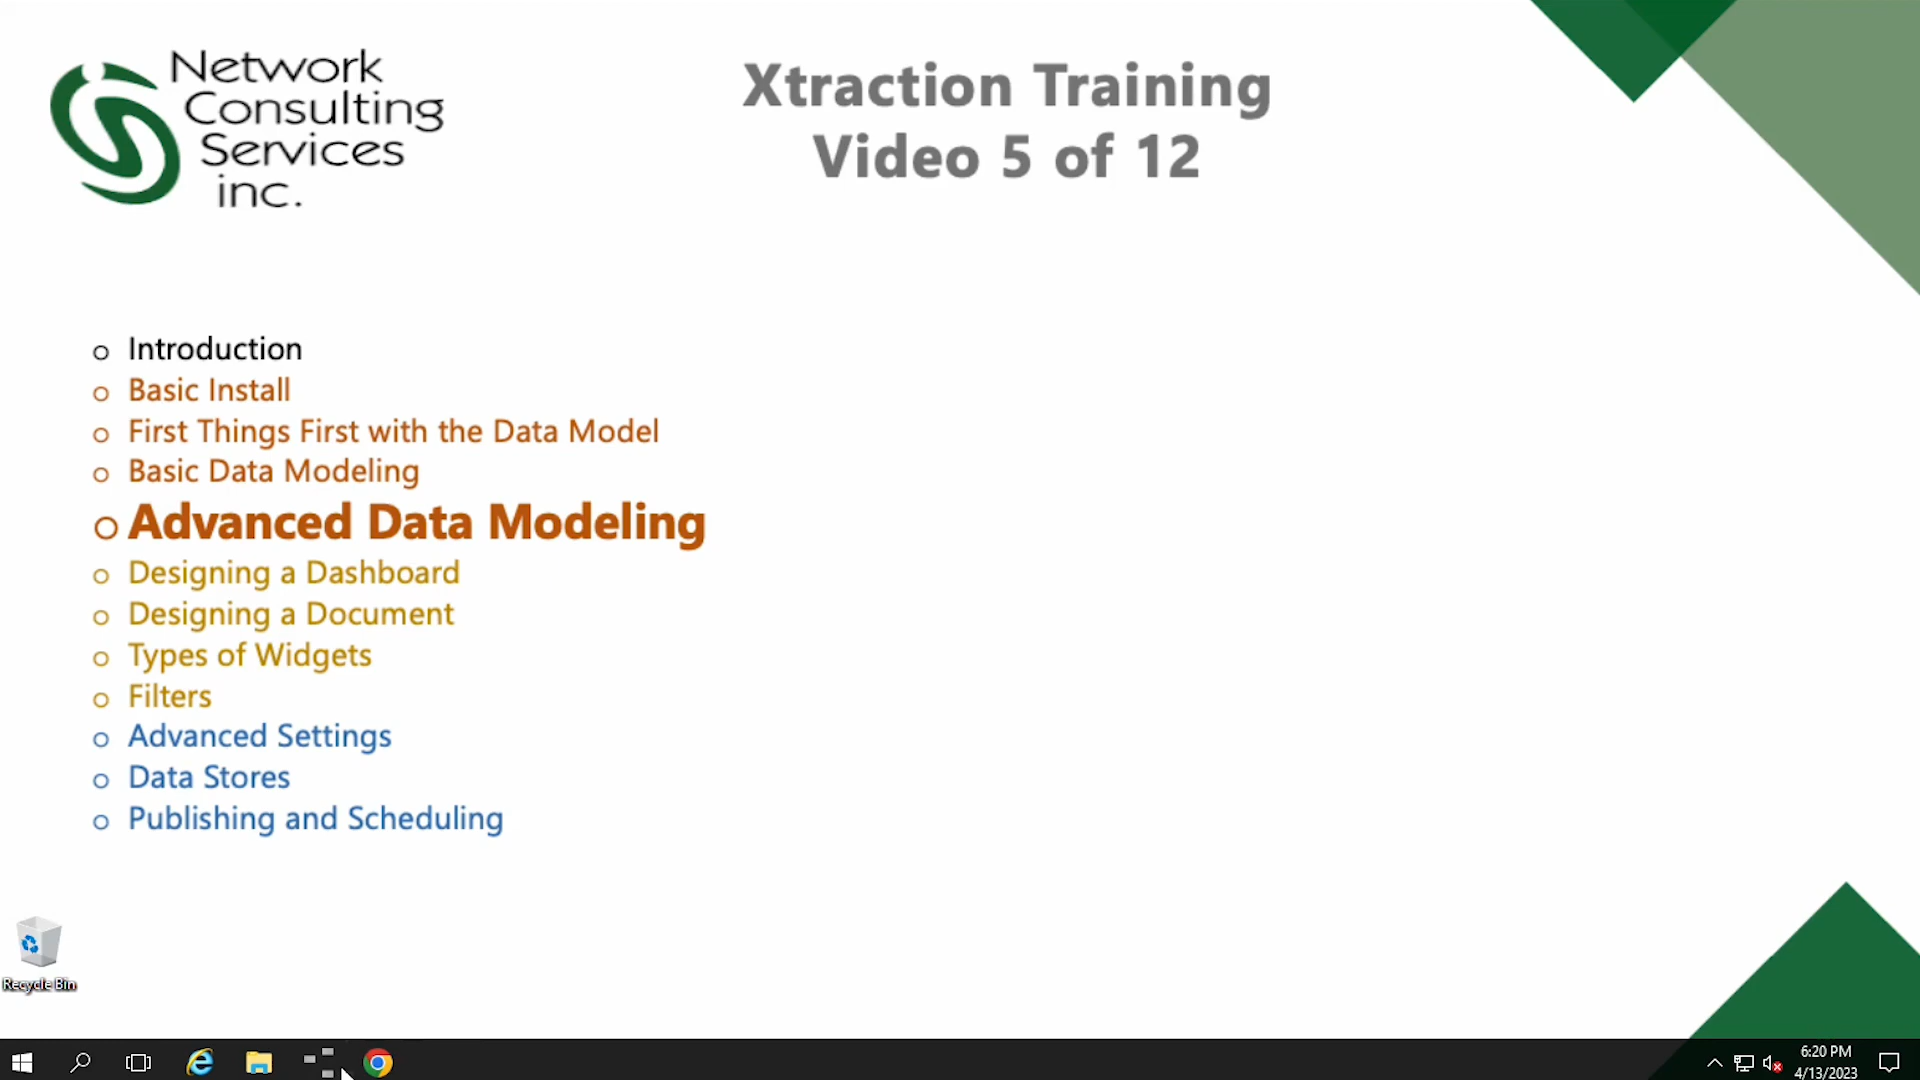 Network
Consulting
Services
inc.
Xtraction Training
Video 5 of 12
Introduction
Basic Install
First Things First with the Data Model
Basic Data Modeling
Advanced Data Modeling
Designing a Dashboard
Designing a Document
Types of Widgets
Filters
Advanced Settings
Data Stores
Publishing and Scheduling
Recycle Bin
6:20 PM
4/13/2023